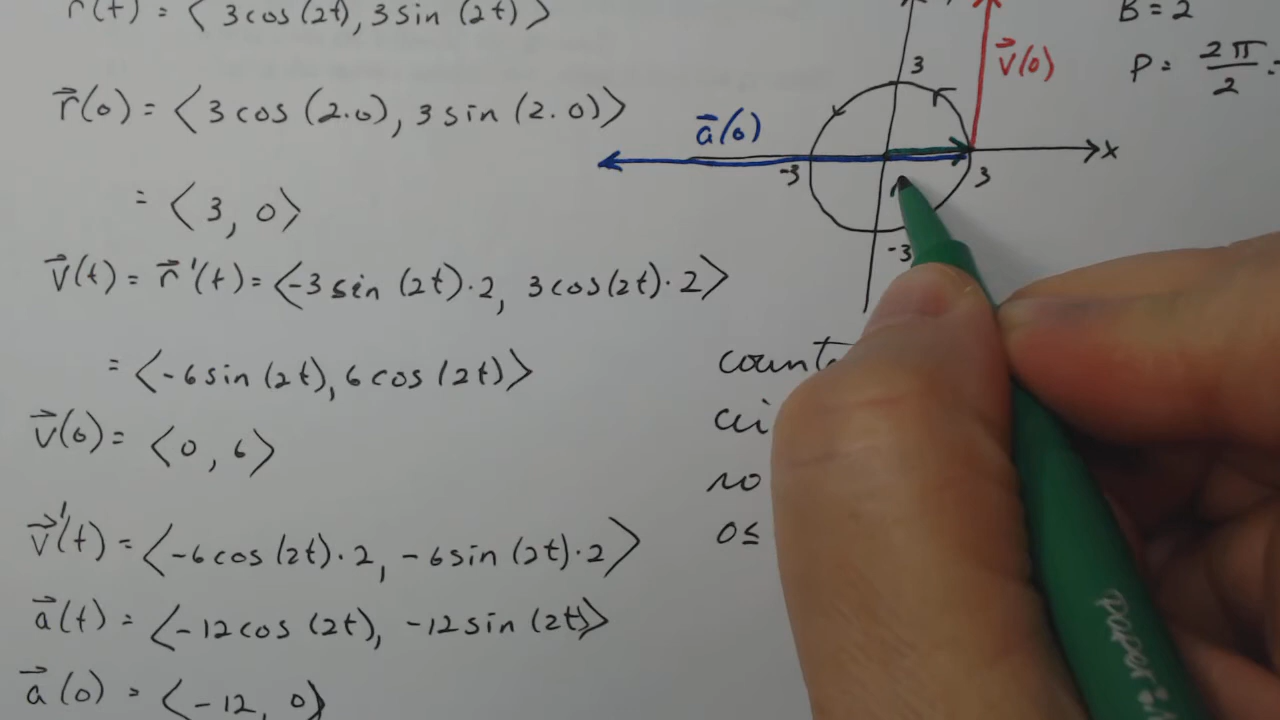 r(t) = ⟨3cos(2t), 3sin(2t)⟩
r⃗(0) = ⟨3cos(2·0), 3sin(2·0)⟩
= ⟨3, 0⟩
v⃗(t) = r⃗'(t) = ⟨-3sin(2t)·2, 3cos(2t)·2⟩
= ⟨-6sin(2t), 6cos(2t)⟩
v⃗(0) = ⟨0, 6⟩
v⃗'(t) = ⟨-6cos(2t)·2, -6sin(2t)·2⟩
a⃗(t) = ⟨-12cos(2t), -12sin(2t)⟩
a⃗(0) = ⟨-12, 0⟩
B = 2
P = 2π/2 =
v⃗(0)
3
a⃗(0)
x
-3
3
-3
0≤
paper